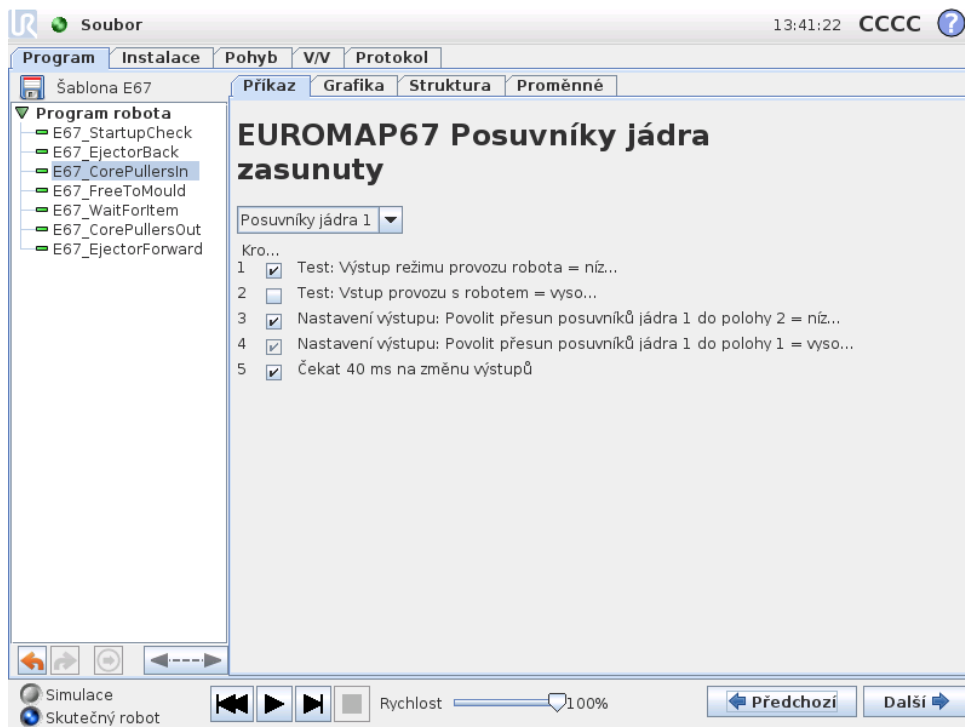 UR Soubor 13:41:22 CCCC ?
Program Instalace Pohyb V/V Protokol
Šablona E67
Příkaz Grafika Struktura Proměnné
Program robota
E67_StartupCheck
E67_EjectorBack
E67_CorePullersIn
E67_FreeToMould
E67_WaitForItem
E67_CorePullersOut
E67_EjectorForward
EUROMAP67 Posuvníky jádra
zasunuty
Posuvníky jádra 1
Kro...
1 Test: Výstup režimu provozu robota = níz...
2 Test: Vstup provozu s robotem = vyso...
3 Nastavení výstupu: Povolit přesun posuvníků jádra 1 do polohy 2 = níz...
4 Nastavení výstupu: Povolit přesun posuvníků jádra 1 do polohy 1 = vyso...
5 Čekat 40 ms na změnu výstupů
Simulace
Skutečný robot
Rychlost 100%
Předchozí Další